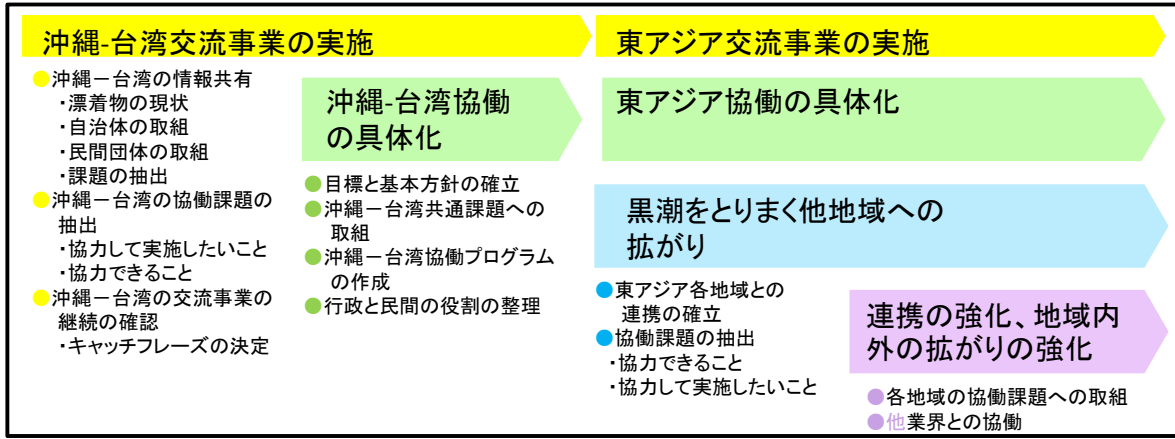 沖縄-台湾交流事業の実施
●沖縄－台湾の情報共有
・漂着物の現状
・自治体の取組
・民間団体の取組
・課題の抽出
●沖縄－台湾の協働課題の
抽出
・協力して実施したいこと
・協力できること
●沖縄－台湾の交流事業の
継続の確認
・キャッチフレーズの決定
沖縄-台湾協働
の具体化
●目標と基本方針の確立
●沖縄－台湾共通課題への
取組
●沖縄－台湾協働プログラム
の作成
●行政と民間の役割の整理
東アジア交流事業の実施
東アジア協働の具体化
黒潮をとりまく他地域への
拡がり
●東アジア各地域との
連携の確立
●協働課題の抽出
・協力できること
・協力して実施したいこと
連携の強化、地域内
外の拡がりの強化
●各地域の協働課題への取組
●他業界との協働